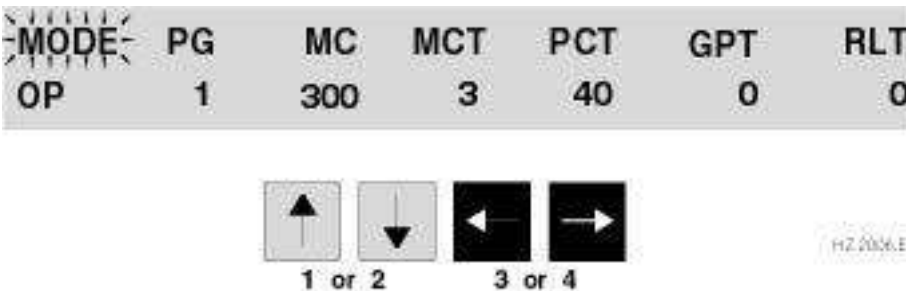 MODE PG MC MCT PCT GPT RLT
OP 1 300 3 40 0 0
1 or 2 3 or 4
HZ 2006.E